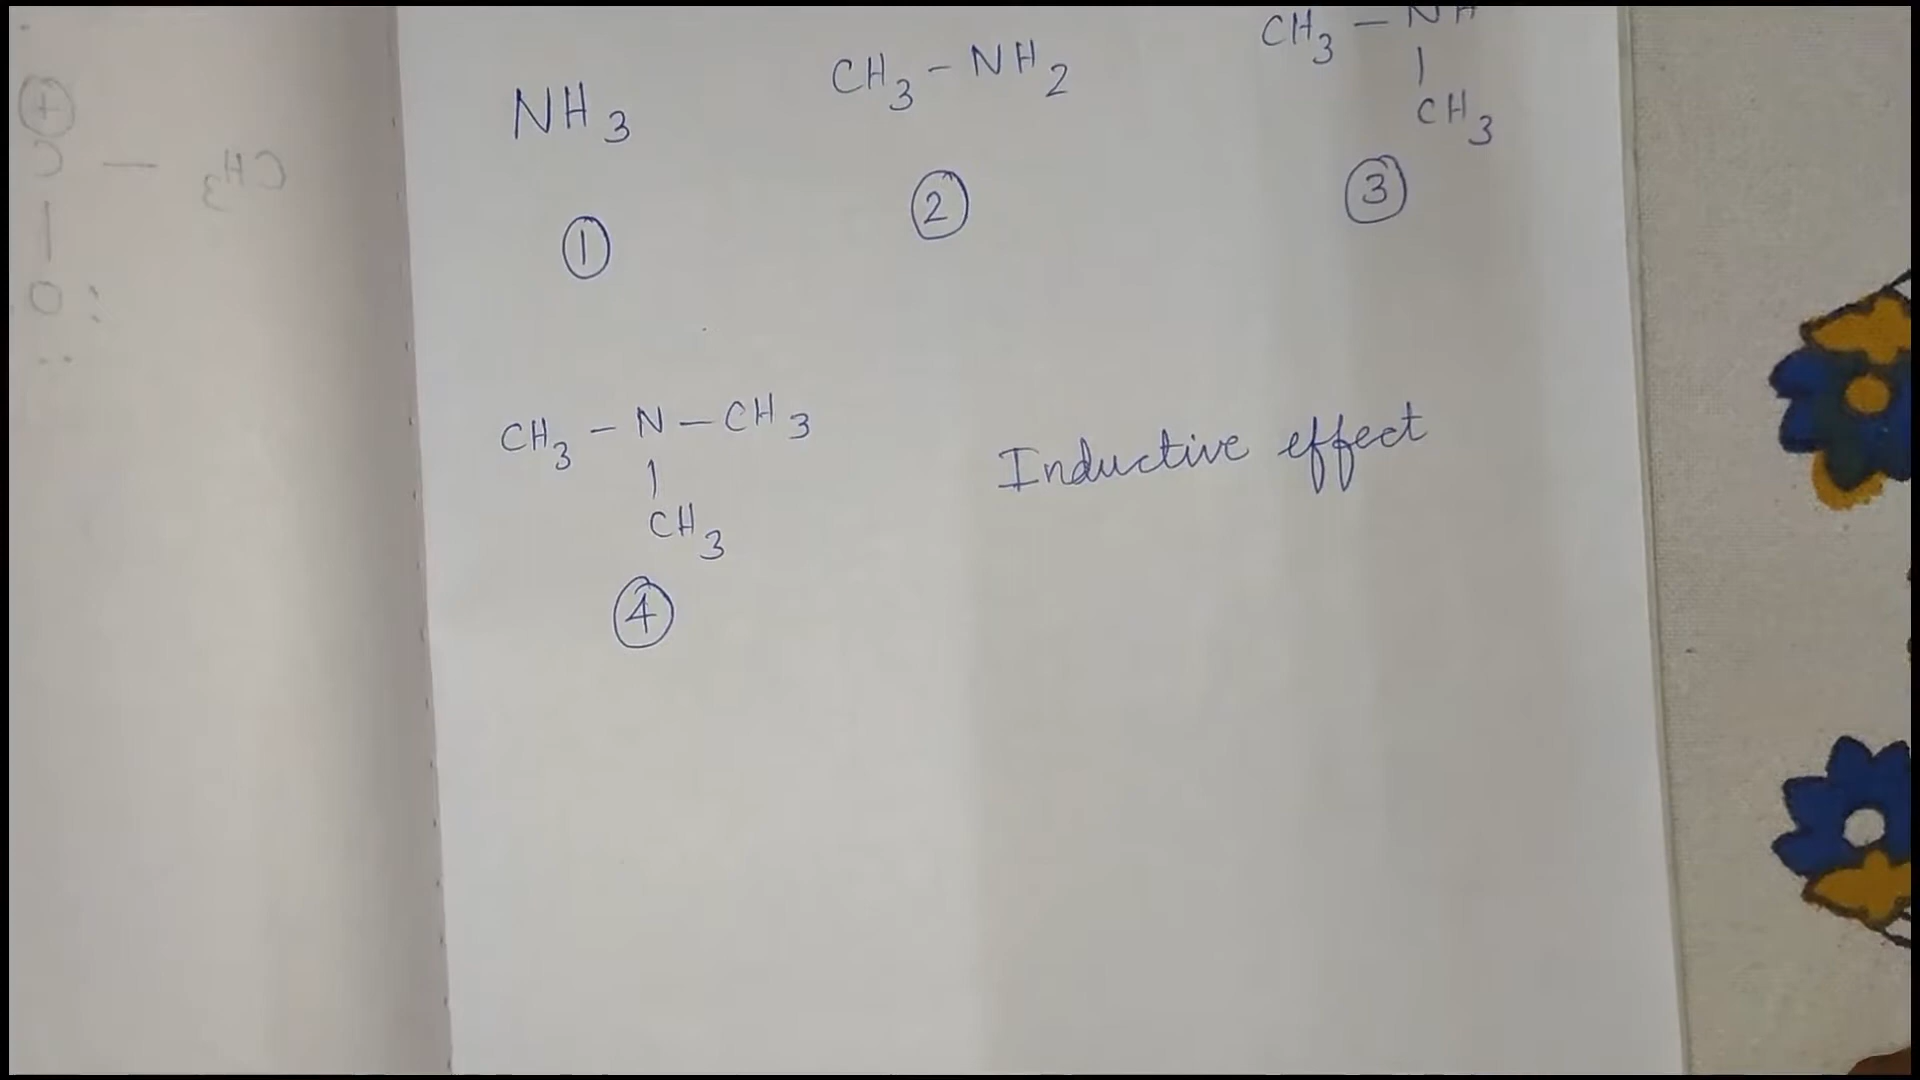 CH3 - NH
NH3 CH3 - NH2
|
CH3
1 2 3
CH3 - N - CH3
|
CH3
Inductive effect
4